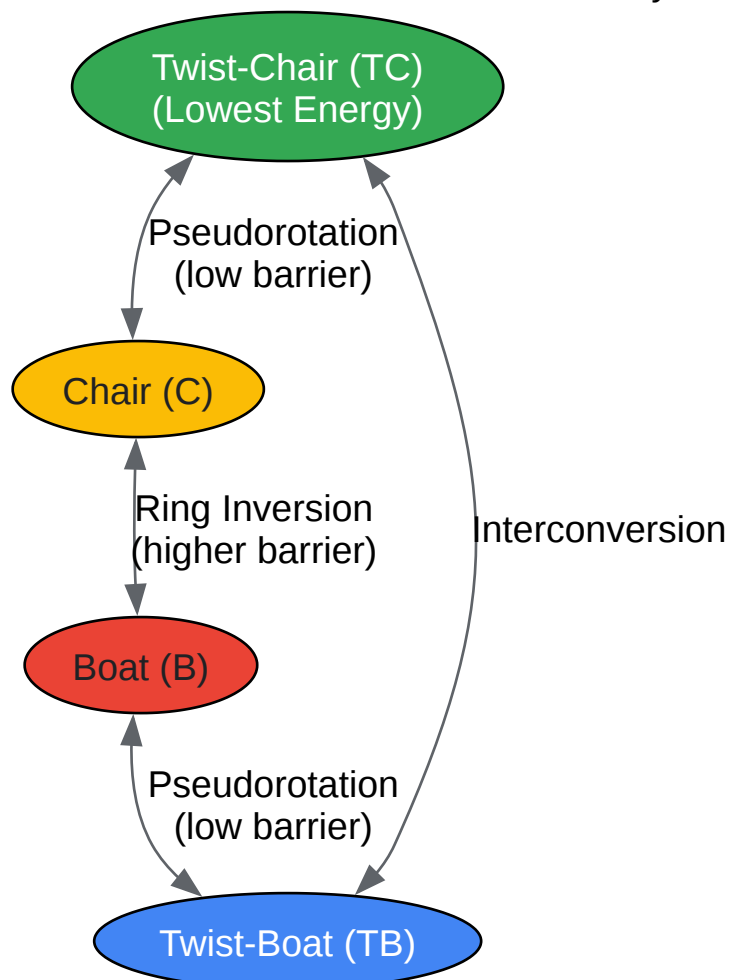 Twist-Chair (TC)
(Lowest Energy)
Pseudorotation
(low barrier)
Chair (C)
Ring Inversion
(higher barrier)
Interconversion
Boat (B)
Pseudorotation
(low barrier)
Twist-Boat (TB)